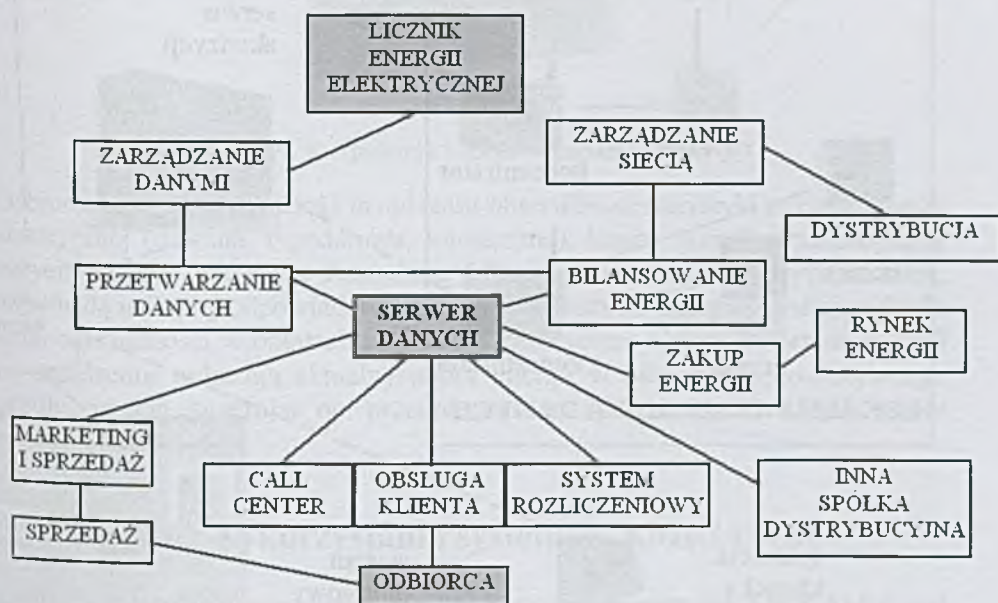 LICZNIK
ENERGII
ELEKTRYCZNEJ
ZARZĄDZANIE
DANYMI
ZARZĄDZANIE
SIECIĄ
DYSTRYBUCJA
PRZETWARZANIE
DANYCH
BILANSOWANIE
ENERGII
SERWER
DANYCH
ZAKUP
ENERGII
RYNEK
ENERGII
MARKETING
I SPRZEDAŻ
CALL
CENTER
OBSŁUGA
KLIENTA
SYSTEM
ROZLICZENIOWY
INNA
SPÓŁKA
DYSTRYBUCYJNA
SPRZEDAŻ
ODBIORCA